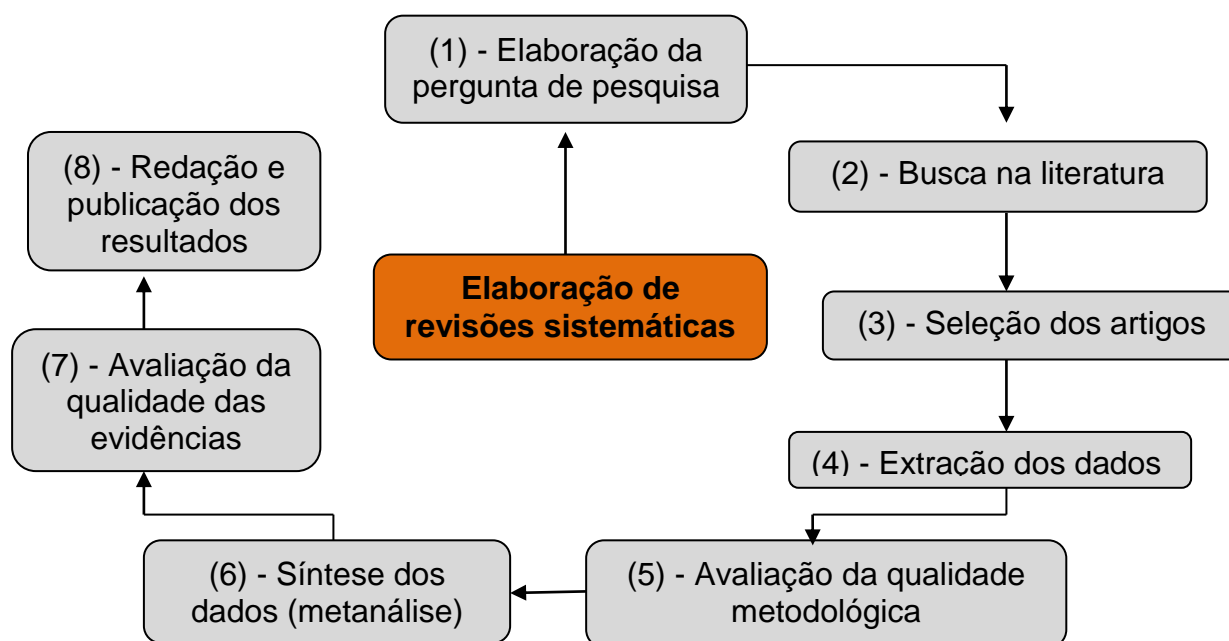 (1) - Elaboração da
pergunta de pesquisa
(2) - Busca na literatura
(3) - Seleção dos artigos
(4) - Extração dos dados
(5) - Avaliação da qualidade
metodológica
(6) - Síntese dos
dados (metanálise)
(7) - Avaliação da
qualidade das
evidências
(8) - Redação e
publicação dos
resultados
Elaboração de
revisões sistemáticas